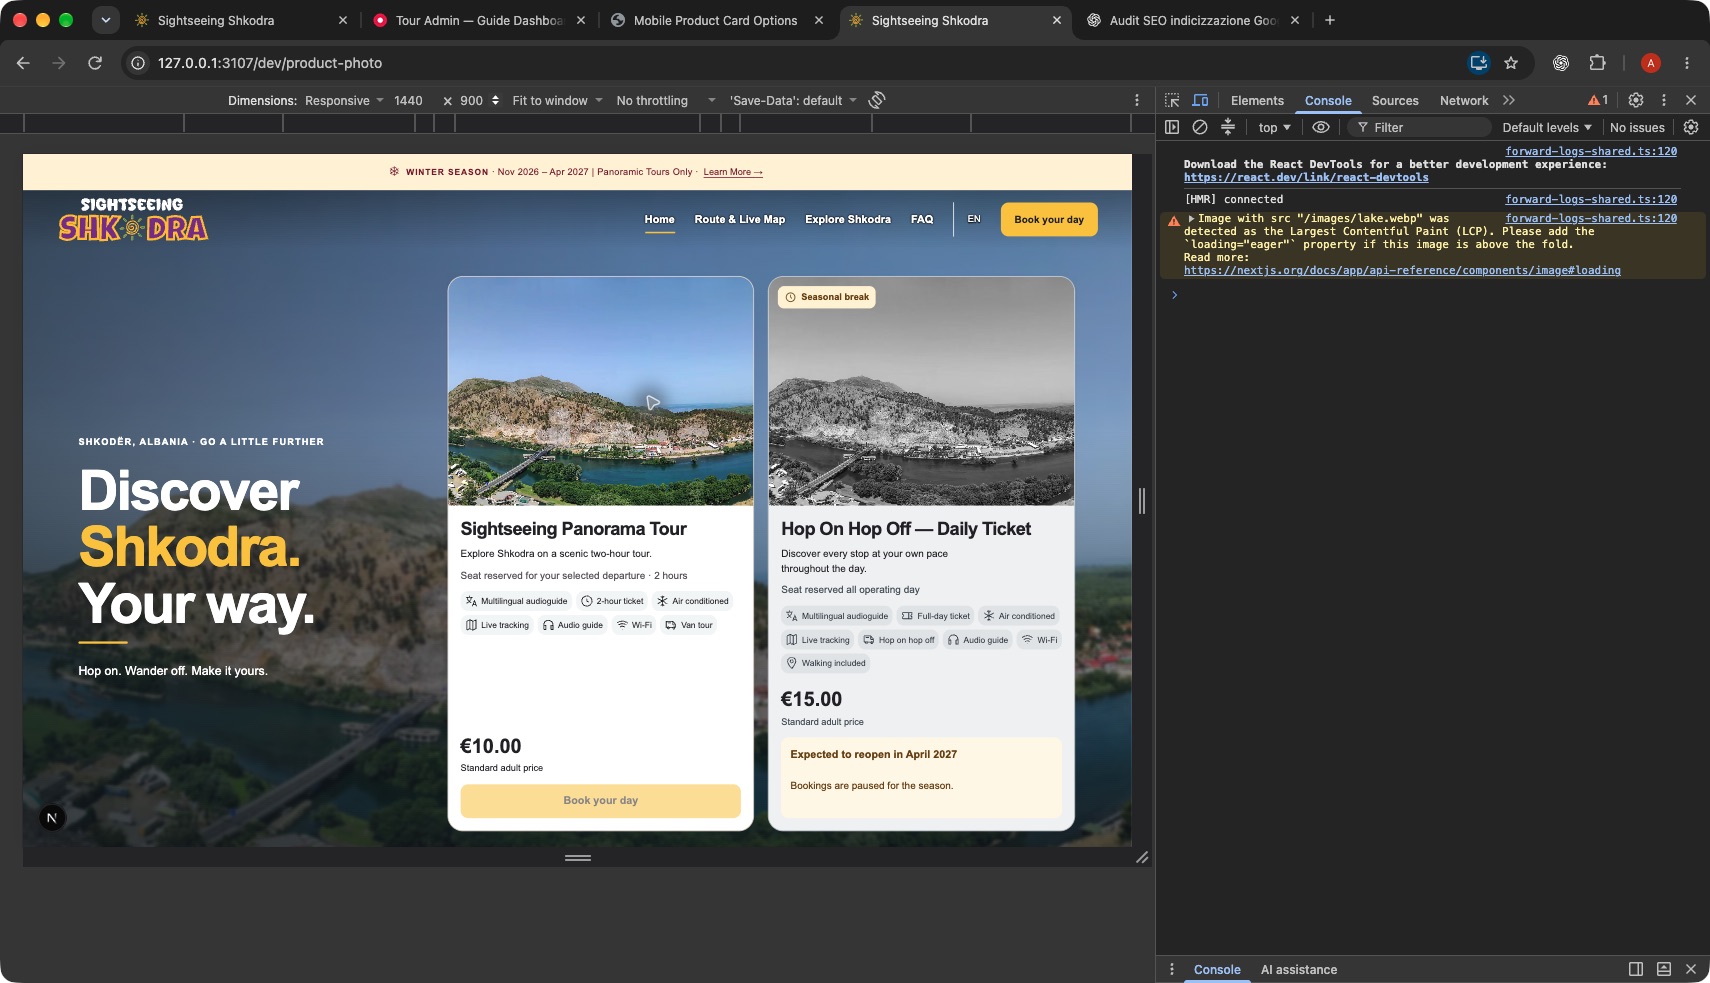 Sightseeing Shkodra
Tour Admin — Guide Dashboa
Mobile Product Card Options
Sightseeing Shkodra
Audit SEO indicizzazione Goo
127.0.0.1:3107/dev/product-photo
A
Dimensions: Responsive 1440 × 900 Fit to window No throttling 'Save-Data': default
Elements Console Sources Network 1
top Filter Default levels No issues
forward-logs-shared.ts:120
Download the React DevTools for a better development experience:
https://react.dev/link/react-devtools
[HMR] connected forward-logs-shared.ts:120
Image with src "/images/lake.webp" was forward-logs-shared.ts:120
detected as the Largest Contentful Paint (LCP). Please add the
`loading="eager"` property if this image is above the fold.
Read more:
https://nextjs.org/docs/app/api-reference/components/image#loading
WINTER SEASON · Nov 2026 – Apr 2027 | Panoramic Tours Only · Learn More →
SIGHTSEEING
SHKODRA
Home Route & Live Map Explore Shkodra FAQ EN Book your day
SHKODËR, ALBANIA · GO A LITTLE FURTHER
Discover
Shkodra.
Your way.
Hop on. Wander off. Make it yours.
N
Sightseeing Panorama Tour
Explore Shkodra on a scenic two-hour tour.
Seat reserved for your selected departure · 2 hours
Multilingual audioguide 2-hour ticket Air conditioned
Live tracking Audio guide Wi-Fi Van tour
€10.00
Standard adult price
Book your day
Seasonal break
Hop On Hop Off — Daily Ticket
Discover every stop at your own pace
throughout the day.
Seat reserved all operating day
Multilingual audioguide Full-day ticket Air conditioned
Live tracking Hop on hop off Audio guide Wi-Fi
Walking included
€15.00
Standard adult price
Expected to reopen in April 2027
Bookings are paused for the season.
Console AI assistance